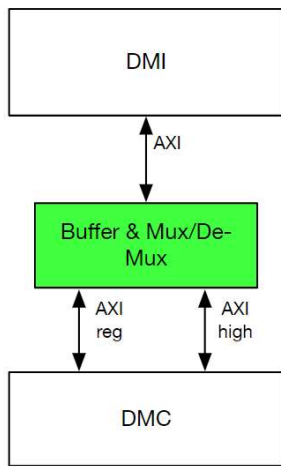 DMI
AXI
Buffer & Mux/De-
Mux
AXI
reg
AXI
high
DMC